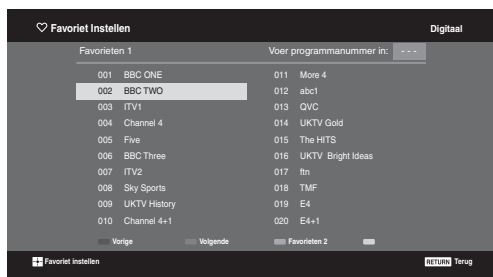 Favoriet Instellen Digitaal
Favorieten 1 Voer programmanummer in: - - -
001 BBC ONE
002 BBC TWO
003 ITV1
004 Channel 4
005 Five
006 BBC Three
007 ITV2
008 Sky Sports
009 UKTV History
010 Channel 4+1
011 More 4
012 abc1
013 QVC
014 UKTV Gold
015 The HITS
016 UKTV Bright Ideas
017 ftn
018 TMF
019 E4
020 E4+1
Vorige Volgende Favorieten 2
Favoriet instellen RETURN Terug